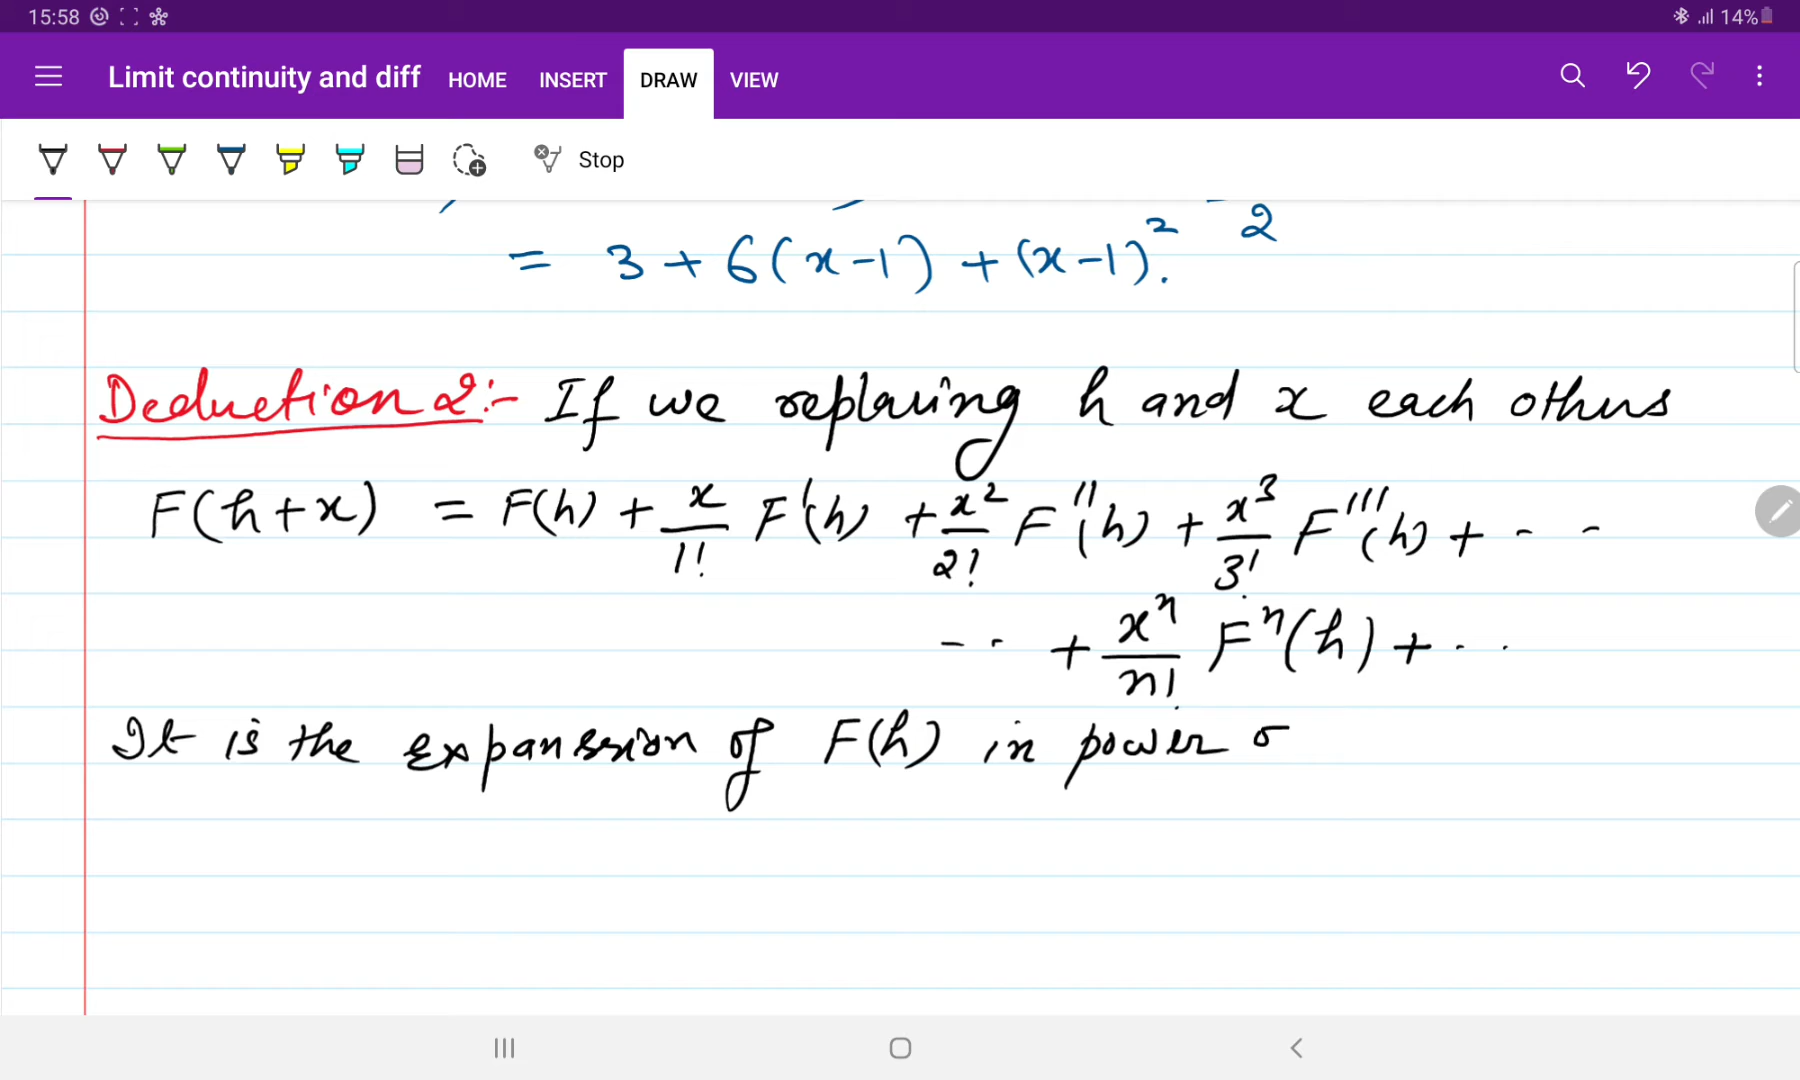 15:58 14%
Limit continuity and diff HOME INSERT DRAW VIEW
Stop
2
= 3 + 6(x-1) + (x-1)².
Deduction 2:- If we replacing h and x each others
F(h+x) = F(h) + x/1! F'(h) + x²/2! F''(h) + x³/3! F'''(h) + - -
- - · + xⁿ/n! Fⁿ(h) + · ·
It is the expanssion of F(h) in power o